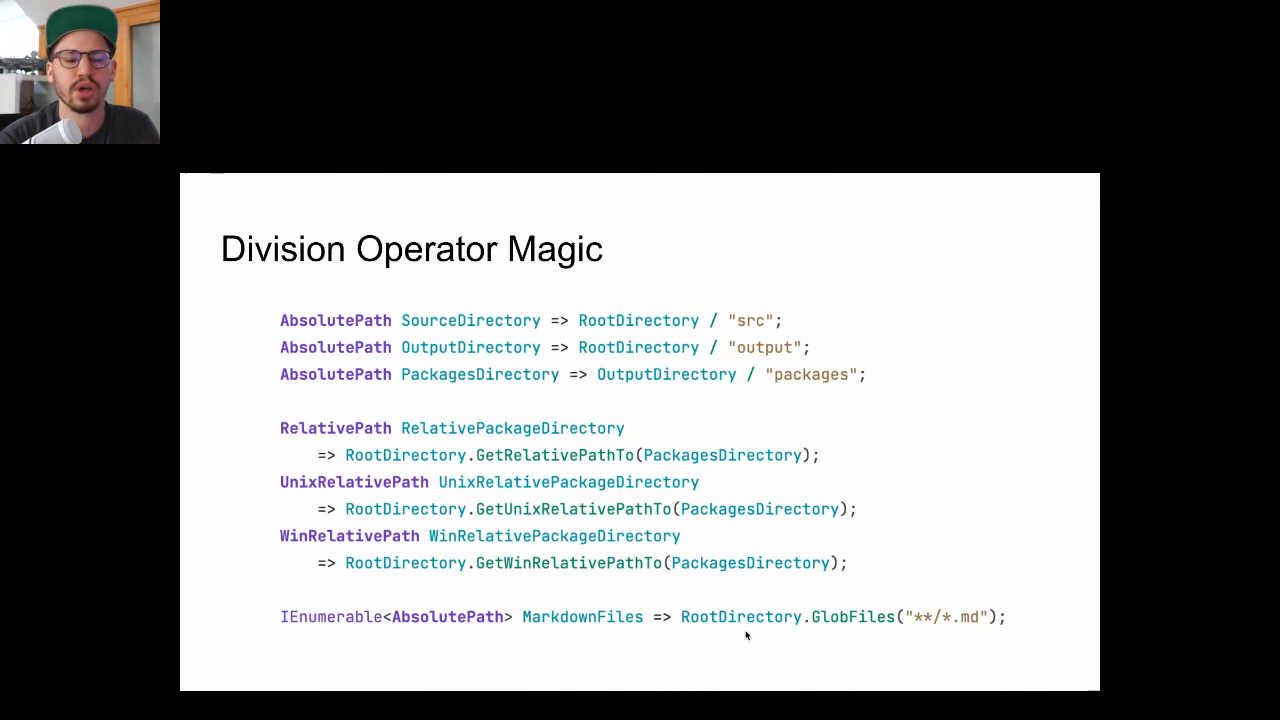 Division Operator Magic
AbsolutePath SourceDirectory => RootDirectory / "src";
AbsolutePath OutputDirectory => RootDirectory / "output";
AbsolutePath PackagesDirectory => OutputDirectory / "packages";
RelativePath RelativePackageDirectory
=> RootDirectory.GetRelativePathTo(PackagesDirectory);
UnixRelativePath UnixRelativePackageDirectory
=> RootDirectory.GetUnixRelativePathTo(PackagesDirectory);
WinRelativePath WinRelativePackageDirectory
=> RootDirectory.GetWinRelativePathTo(PackagesDirectory);
IEnumerable<AbsolutePath> MarkdownFiles => RootDirectory.GlobFiles("**/*.md");